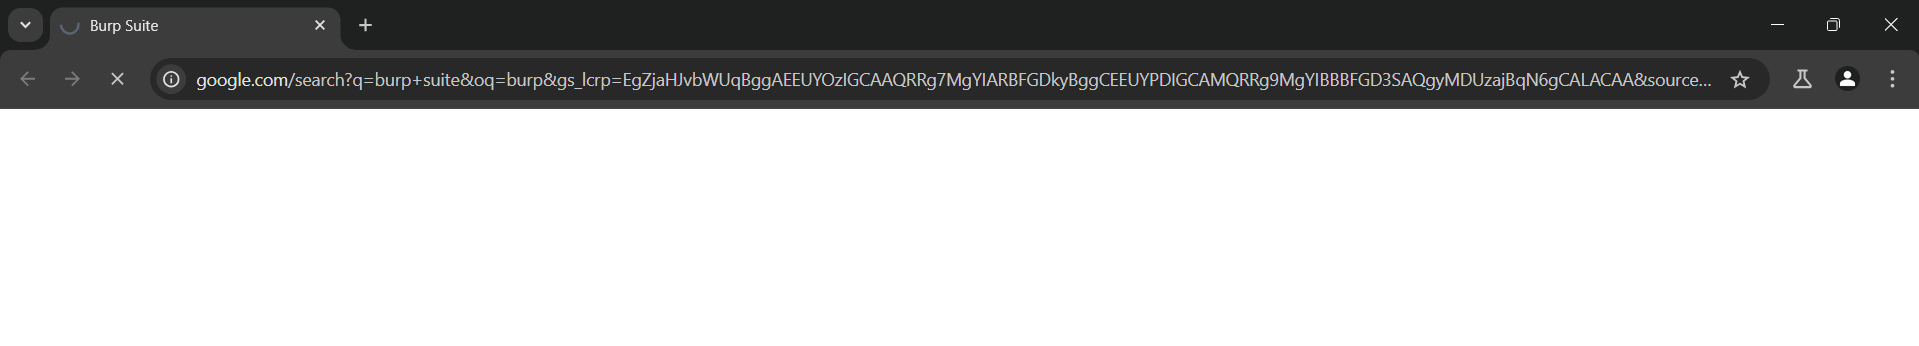 Burp Suite
google.com/search?q=burp+suite&oq=burp&gs_lcrp=EgZjaHJvbWUqBggAEEUYOzIGCAAQRRg7MgYIARBFGDkyBggCEEUYPDIGCAMQRRg9MgYIBBBFGD3SAQgyMDUzajBqN6gCALACAA&source...